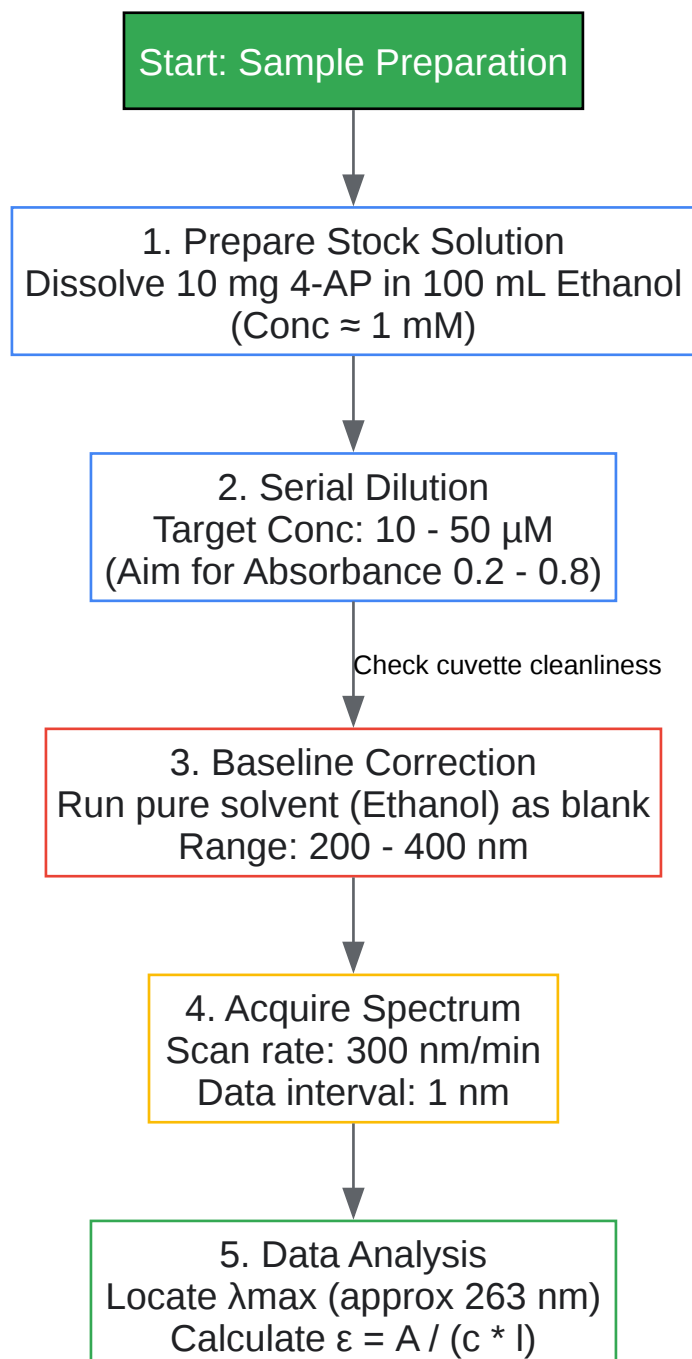 Start: Sample Preparation
1. Prepare Stock Solution
Dissolve 10 mg 4-AP in 100 mL Ethanol
(Conc ≈ 1 mM)
2. Serial Dilution
Target Conc: 10 - 50 µM
(Aim for Absorbance 0.2 - 0.8)
Check cuvette cleanliness
3. Baseline Correction
Run pure solvent (Ethanol) as blank
Range: 200 - 400 nm
4. Acquire Spectrum
Scan rate: 300 nm/min
Data interval: 1 nm
5. Data Analysis
Locate λmax (approx 263 nm)
Calculate ε = A / (c * l)